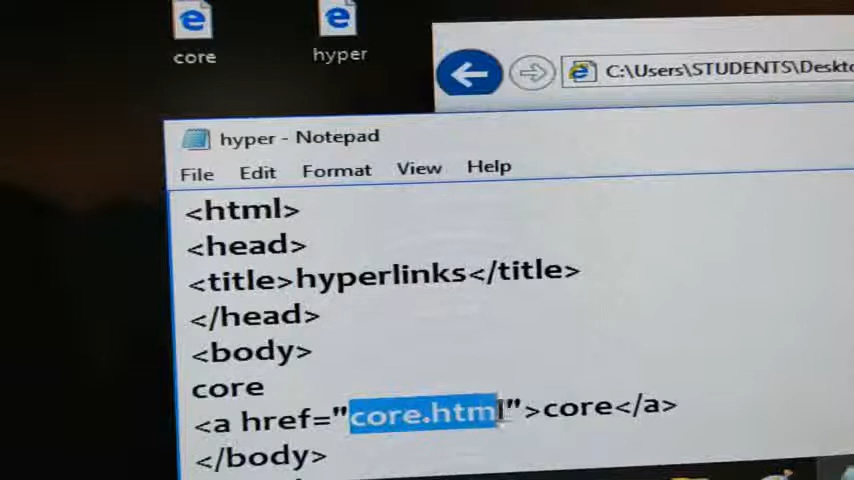 core hyper
C:\Users\STUDENTS\Deskto
hyper - Notepad
File Edit Format View Help
<html>
<head>
<title>hyperlinks</title>
</head>
<body>
core
<a href="core.html">core</a>
</body>